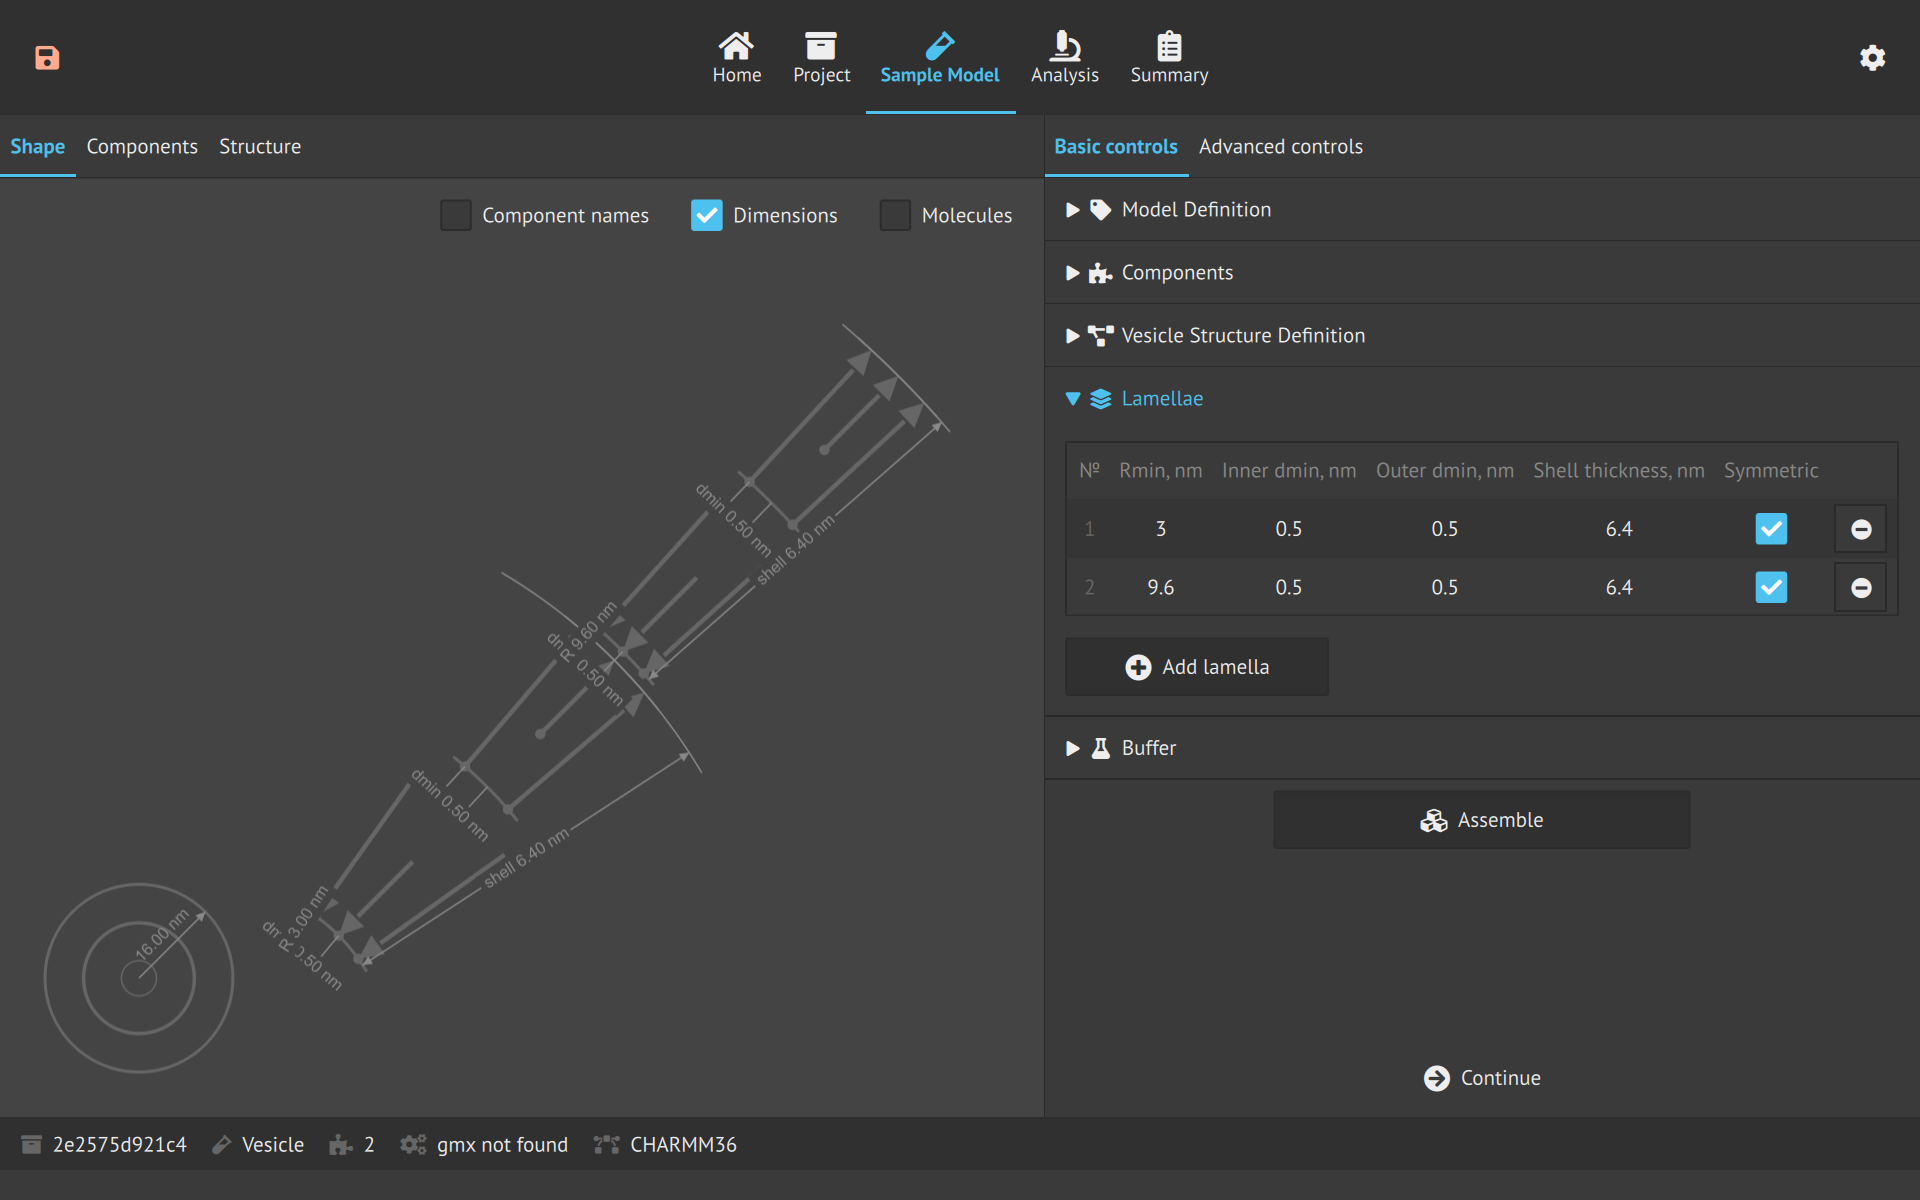 Home Project Sample Model Analysis Summary
Shape Components Structure
Basic controls Advanced controls
Component names Dimensions Molecules
Model Definition
Components
Vesicle Structure Definition
Lamellae
№ Rmin, nm Inner dmin, nm Outer dmin, nm Shell thickness, nm Symmetric
1 3 0.5 0.5 6.4
2 9.6 0.5 0.5 6.4
Add lamella
Buffer
Assemble
Continue
dmin 0.50 nm
shell 6.40 nm
R 9.60 nm
0.50 nm
dmin 0.50 nm
shell 6.40 nm
R 3.00 nm
0.50 nm
16.00 nm
2e2575d921c4 Vesicle 2 gmx not found CHARMM36